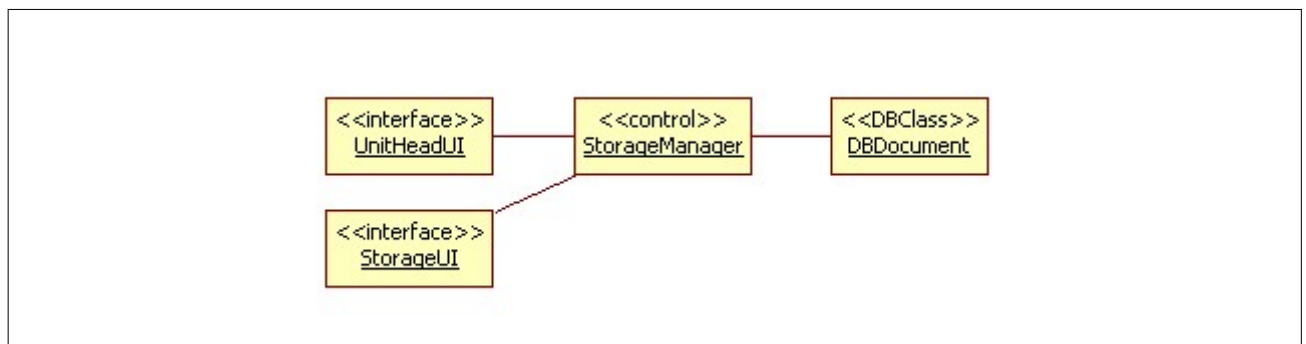 <<interface>>
UnitHeadUI
<<control>>
StorageManager
<<DBClass>>
DBDocument
<<interface>>
StorageUI